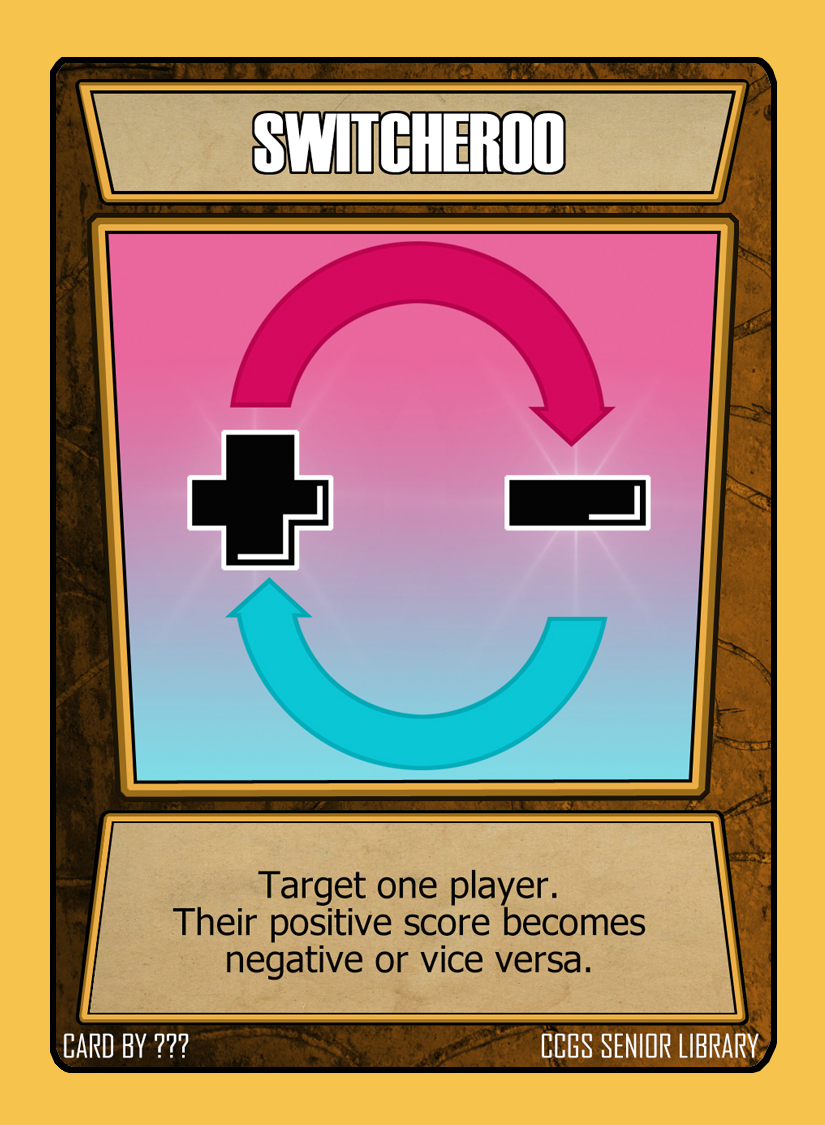 SWITCHEROO
Target one player.
Their positive score becomes
negative or vice versa.
CARD BY ???
CCGS SENIOR LIBRARY